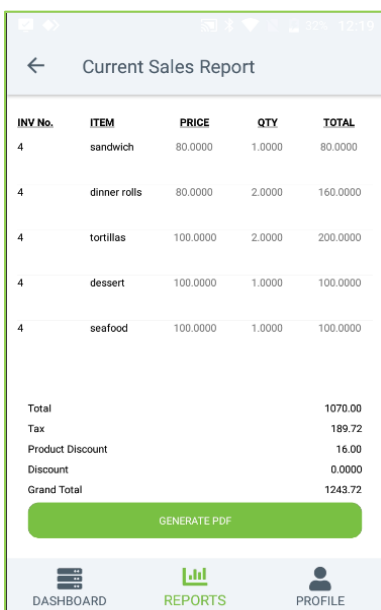 22% 12:19
Current Sales Report
INV No. ITEM PRICE QTY TOTAL
4 sandwich 80.0000 1.0000 80.0000
4 dinner rolls 80.0000 2.0000 160.0000
4 tortillas 100.0000 2.0000 200.0000
4 dessert 100.0000 1.0000 100.0000
4 seafood 100.0000 1.0000 100.0000
Total 1070.00
Tax 189.72
Product Discount 16.00
Discount 0.0000
Grand Total 1243.72
GENERATE PDF
DASHBOARD REPORTS PROFILE